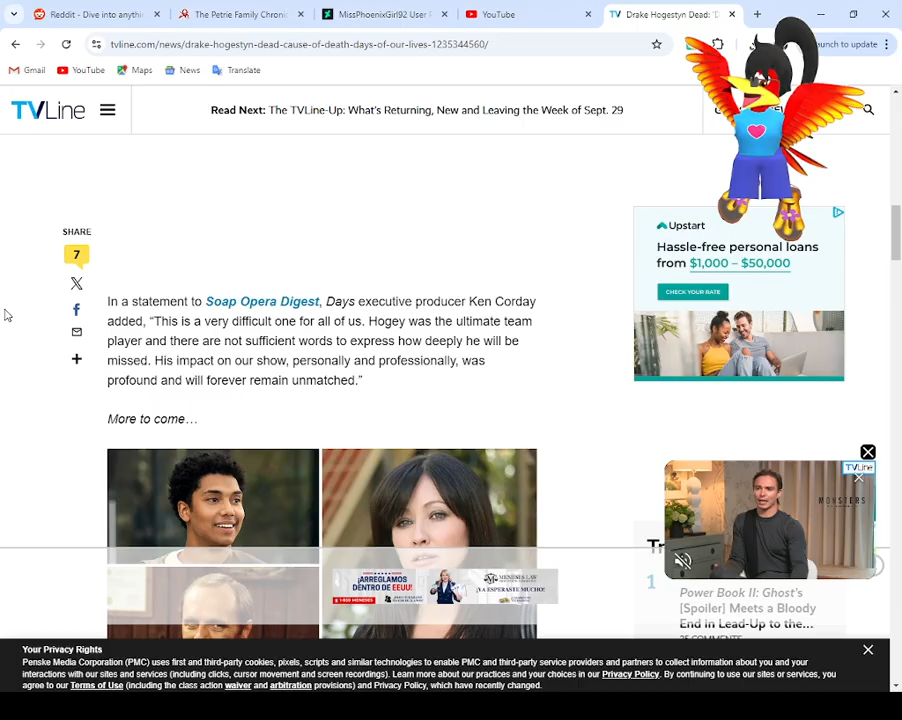 Reddit - Dive into anythin
The Petrie Family Chroni
MissPhoenixGirl92 User
YouTube
Drake Hogestyn Dead: 'D
tvline.com/news/drake-hogestyn-dead-cause-of-death-days-of-our-lives-1235344560/
aunch to update
Gmail
YouTube
Maps
News
Translate
TVLine
Read Next: The TVLine-Up: What's Returning, New and Leaving the Week of Sept. 29
SHARE
7
In a statement to Soap Opera Digest, Days executive producer Ken Corday
added, “This is a very difficult one for all of us. Hogey was the ultimate team
player and there are not sufficient words to express how deeply he will be
missed. His impact on our show, personally and professionally, was
profound and will forever remain unmatched.”
More to come…
Upstart
Hassle-free personal loans
from $1,000 – $50,000
CHECK YOUR RATE
TVLine
MONSTERS
Tr
1
Power Book II: Ghost's
[Spoiler] Meets a Bloody
End in Lead-Up to the...
25 COMMENTS
¡ARREGLAMOS
DENTRO DE EEUU!
¡YA ESPERASTE MUCHO!
Your Privacy Rights
Penske Media Corporation (PMC) uses first and third-party cookies, pixels, scripts and similar technologies to enable PMC and third-party service providers and partners to collect information about you and your
interactions with our sites and services (including clicks, cursor movement and screen recordings). Learn more about our practices and your choices in our Privacy Policy. By continuing to use our sites or services, you
agree to our Terms of Use (including the class action waiver and arbitration provisions) and Privacy Policy, which have recently changed.